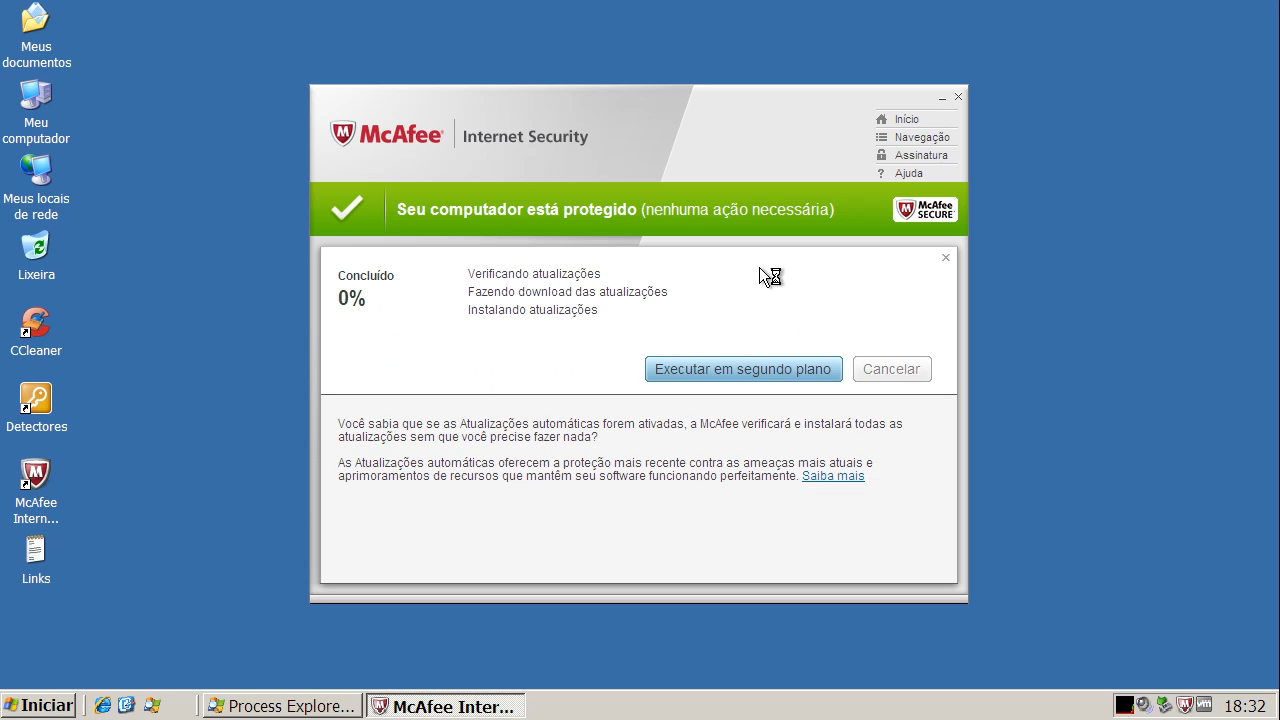 Meus
documentos
Meu
computador
Meus locais
de rede
Lixeira
CCleaner
Detectores
McAfee
Intern...
Links
McAfee
Internet Security
Início
Navegação
Assinatura
? Ajuda
Seu computador está protegido (nenhuma ação necessária)
McAfee
SECURE
Concluído
0%
Verificando atualizações
Fazendo download das atualizações
Instalando atualizações
Executar em segundo plano
Cancelar
Você sabia que se as Atualizações automáticas forem ativadas, a McAfee verificará e instalará todas as
atualizações sem que você precise fazer nada?
As Atualizações automáticas oferecem a proteção mais recente contra as ameaças mais atuais e
aprimoramentos de recursos que mantêm seu software funcionando perfeitamente. Saiba mais
Iniciar
Process Explore...
McAfee Inter...
18:32